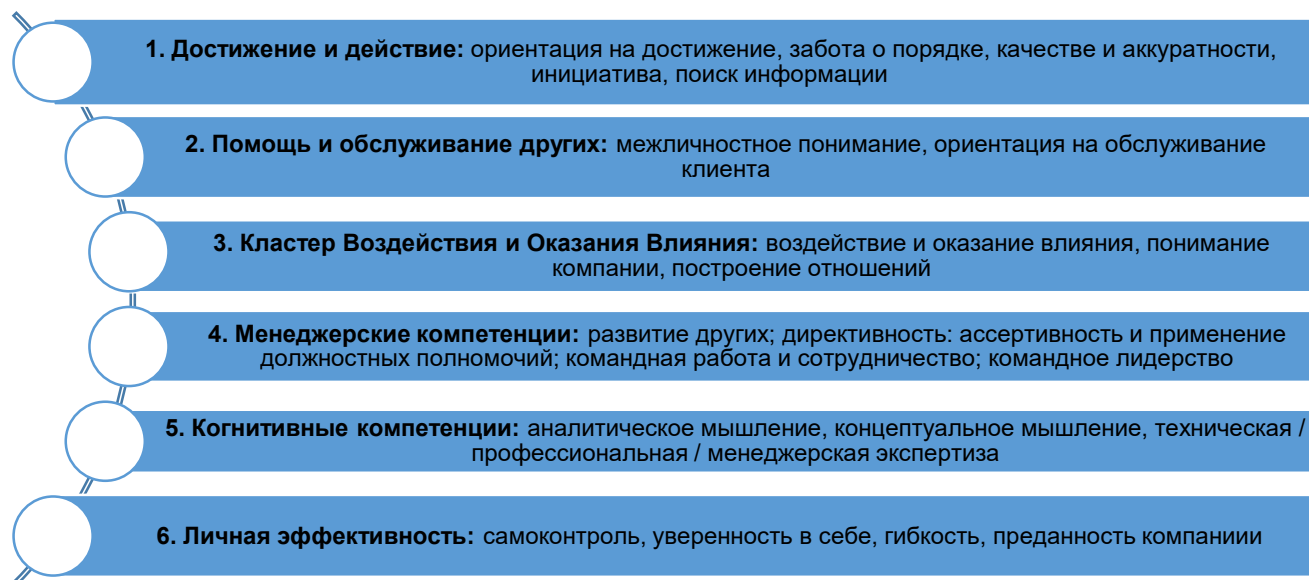 1. Достижение и действие: ориентация на достижение, забота о порядке, качестве и аккуратности,
инициатива, поиск информации
2. Помощь и обслуживание других: межличностное понимание, ориентация на обслуживание
клиента
3. Кластер Воздействия и Оказания Влияния: воздействие и оказание влияния, понимание
компании, построение отношений
4. Менеджерские компетенции: развитие других; директивность: ассертивность и применение
должностных полномочий; командная работа и сотрудничество; командное лидерство
5. Когнитивные компетенции: аналитическое мышление, концептуальное мышление, техническая /
профессиональная / менеджерская экспертиза
6. Личная эффективность: самоконтроль, уверенность в себе, гибкость, преданность компаниии